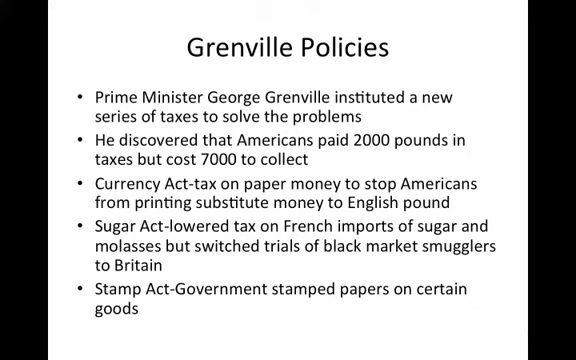 Grenville Policies
• Prime Minister George Grenville instituted a new
series of taxes to solve the problems
• He discovered that Americans paid 2000 pounds in
taxes but cost 7000 to collect
• Currency Act-tax on paper money to stop Americans
from printing substitute money to English pound
• Sugar Act-lowered tax on French imports of sugar and
molasses but switched trials of black market smugglers
to Britain
• Stamp Act-Government stamped papers on certain
goods